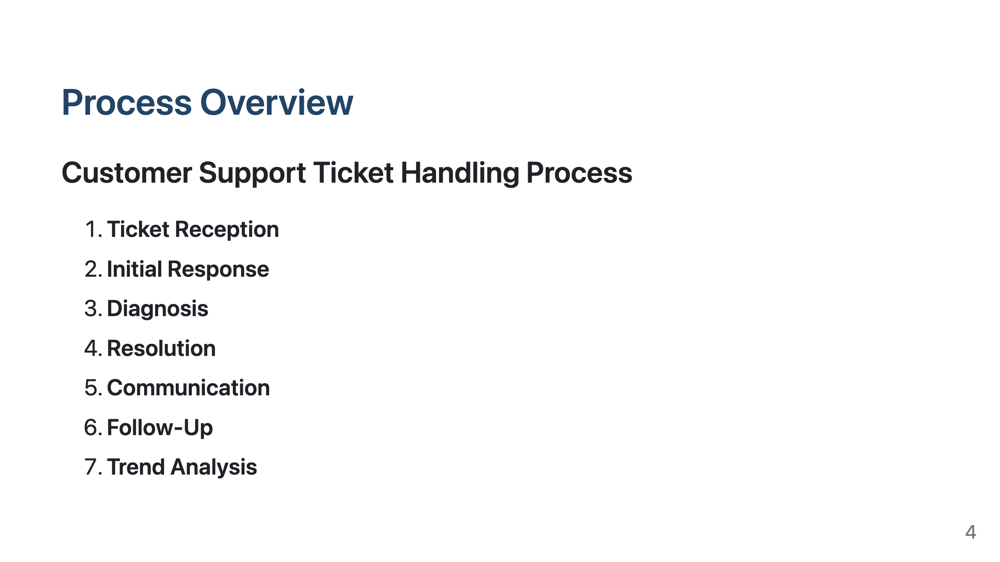 Process Overview
Customer Support Ticket Handling Process
1. Ticket Reception
2. Initial Response
3. Diagnosis
4. Resolution
5. Communication
6. Follow-Up
7. Trend Analysis
4